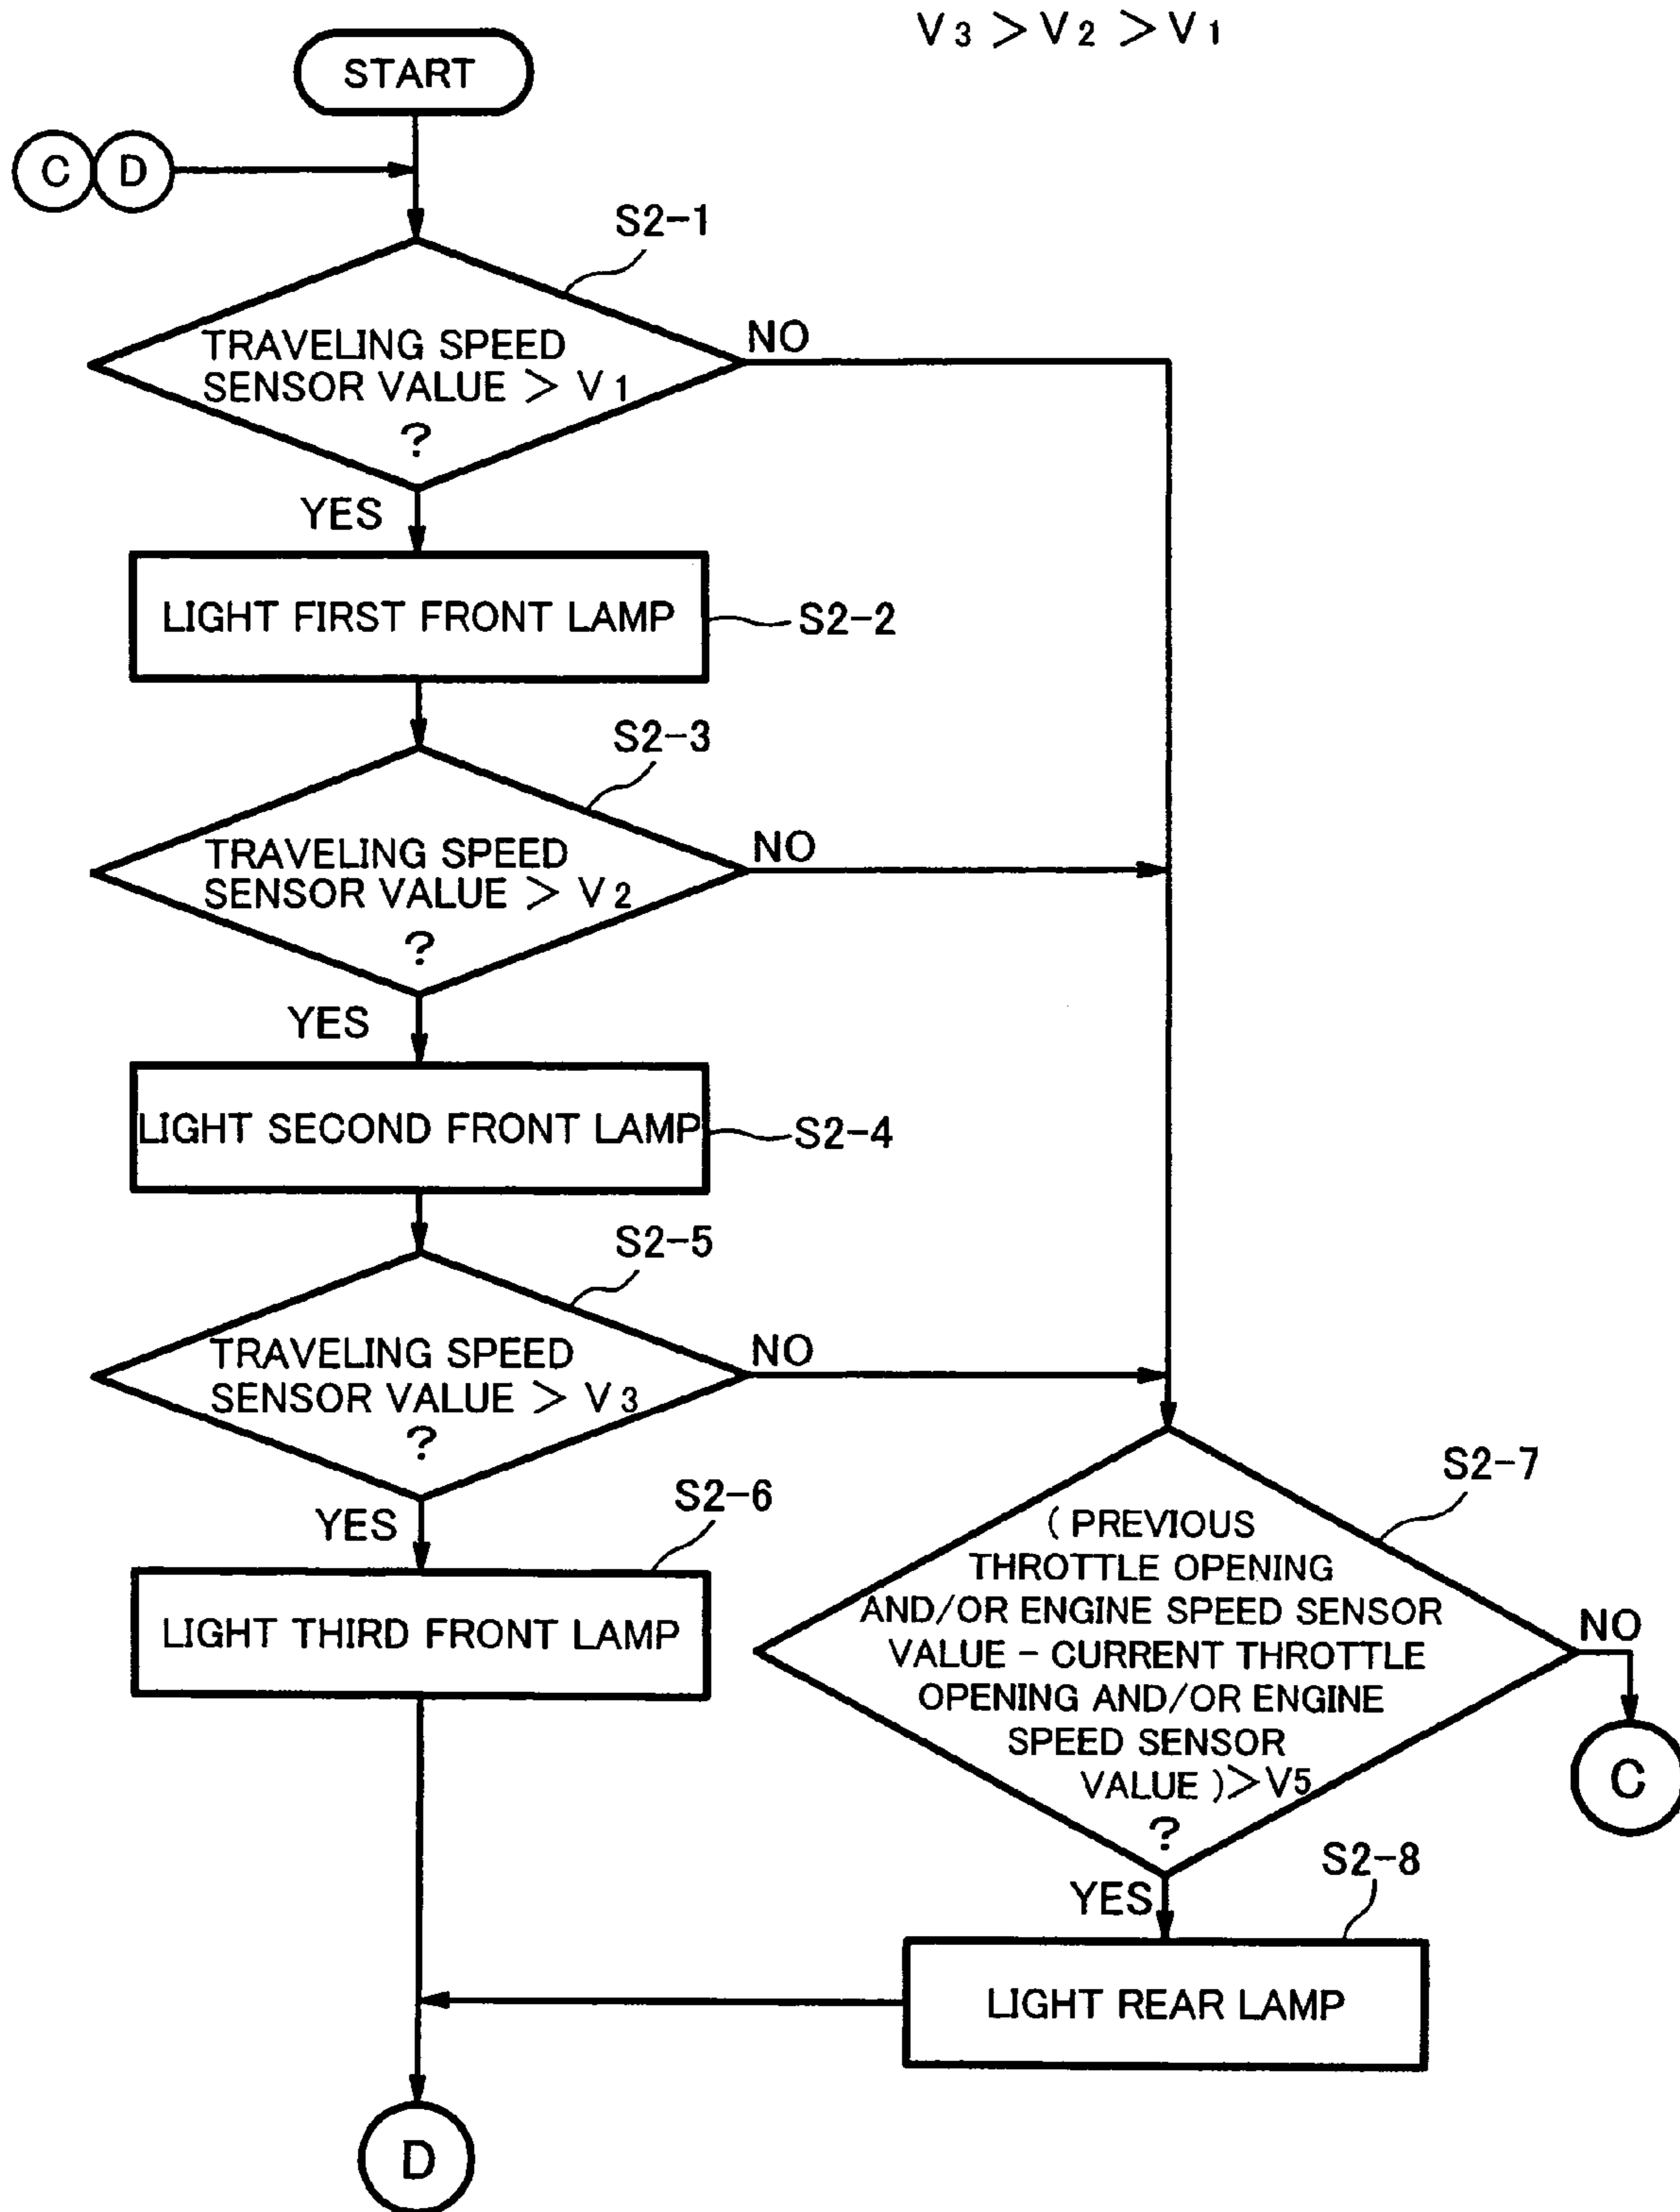 V3 > V2 > V1
START
C D
S2-1
TRAVELING SPEED
SENSOR VALUE > V1
?
NO
YES
LIGHT FIRST FRONT LAMP
S2-2
S2-3
TRAVELING SPEED
SENSOR VALUE > V2
?
NO
YES
LIGHT SECOND FRONT LAMP
S2-4
S2-5
TRAVELING SPEED
SENSOR VALUE > V3
?
NO
YES
S2-6
LIGHT THIRD FRONT LAMP
S2-7
(PREVIOUS
THROTTLE OPENING
AND/OR ENGINE SPEED SENSOR
VALUE - CURRENT THROTTLE
OPENING AND/OR ENGINE
SPEED SENSOR
VALUE )>V5
?
NO
C
YES
S2-8
LIGHT REAR LAMP
D